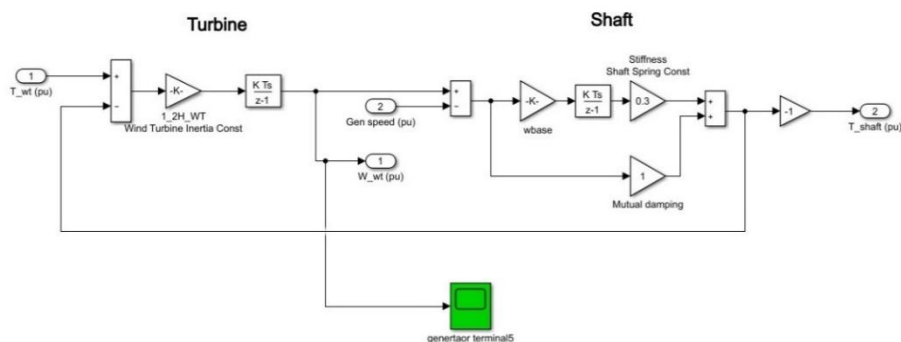 Turbine
Shaft
1
T_wt (pu)
+
−
-K-
1_2H_WT
Wind Turbine Inertia Const
K Ts
z-1
2
Gen speed (pu)
1
W_wt (pu)
+
−
-K-
wbase
K Ts
z-1
Stiffness
Shaft Spring Const
0.3
1
Mutual damping
+
+
-1
2
T_shaft (pu)
genertaor terminal5